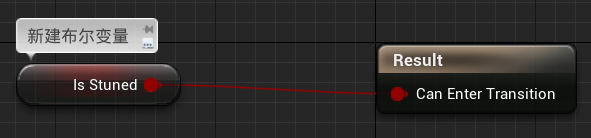 新建布尔变量
Is Stuned
Result
Can Enter Transition